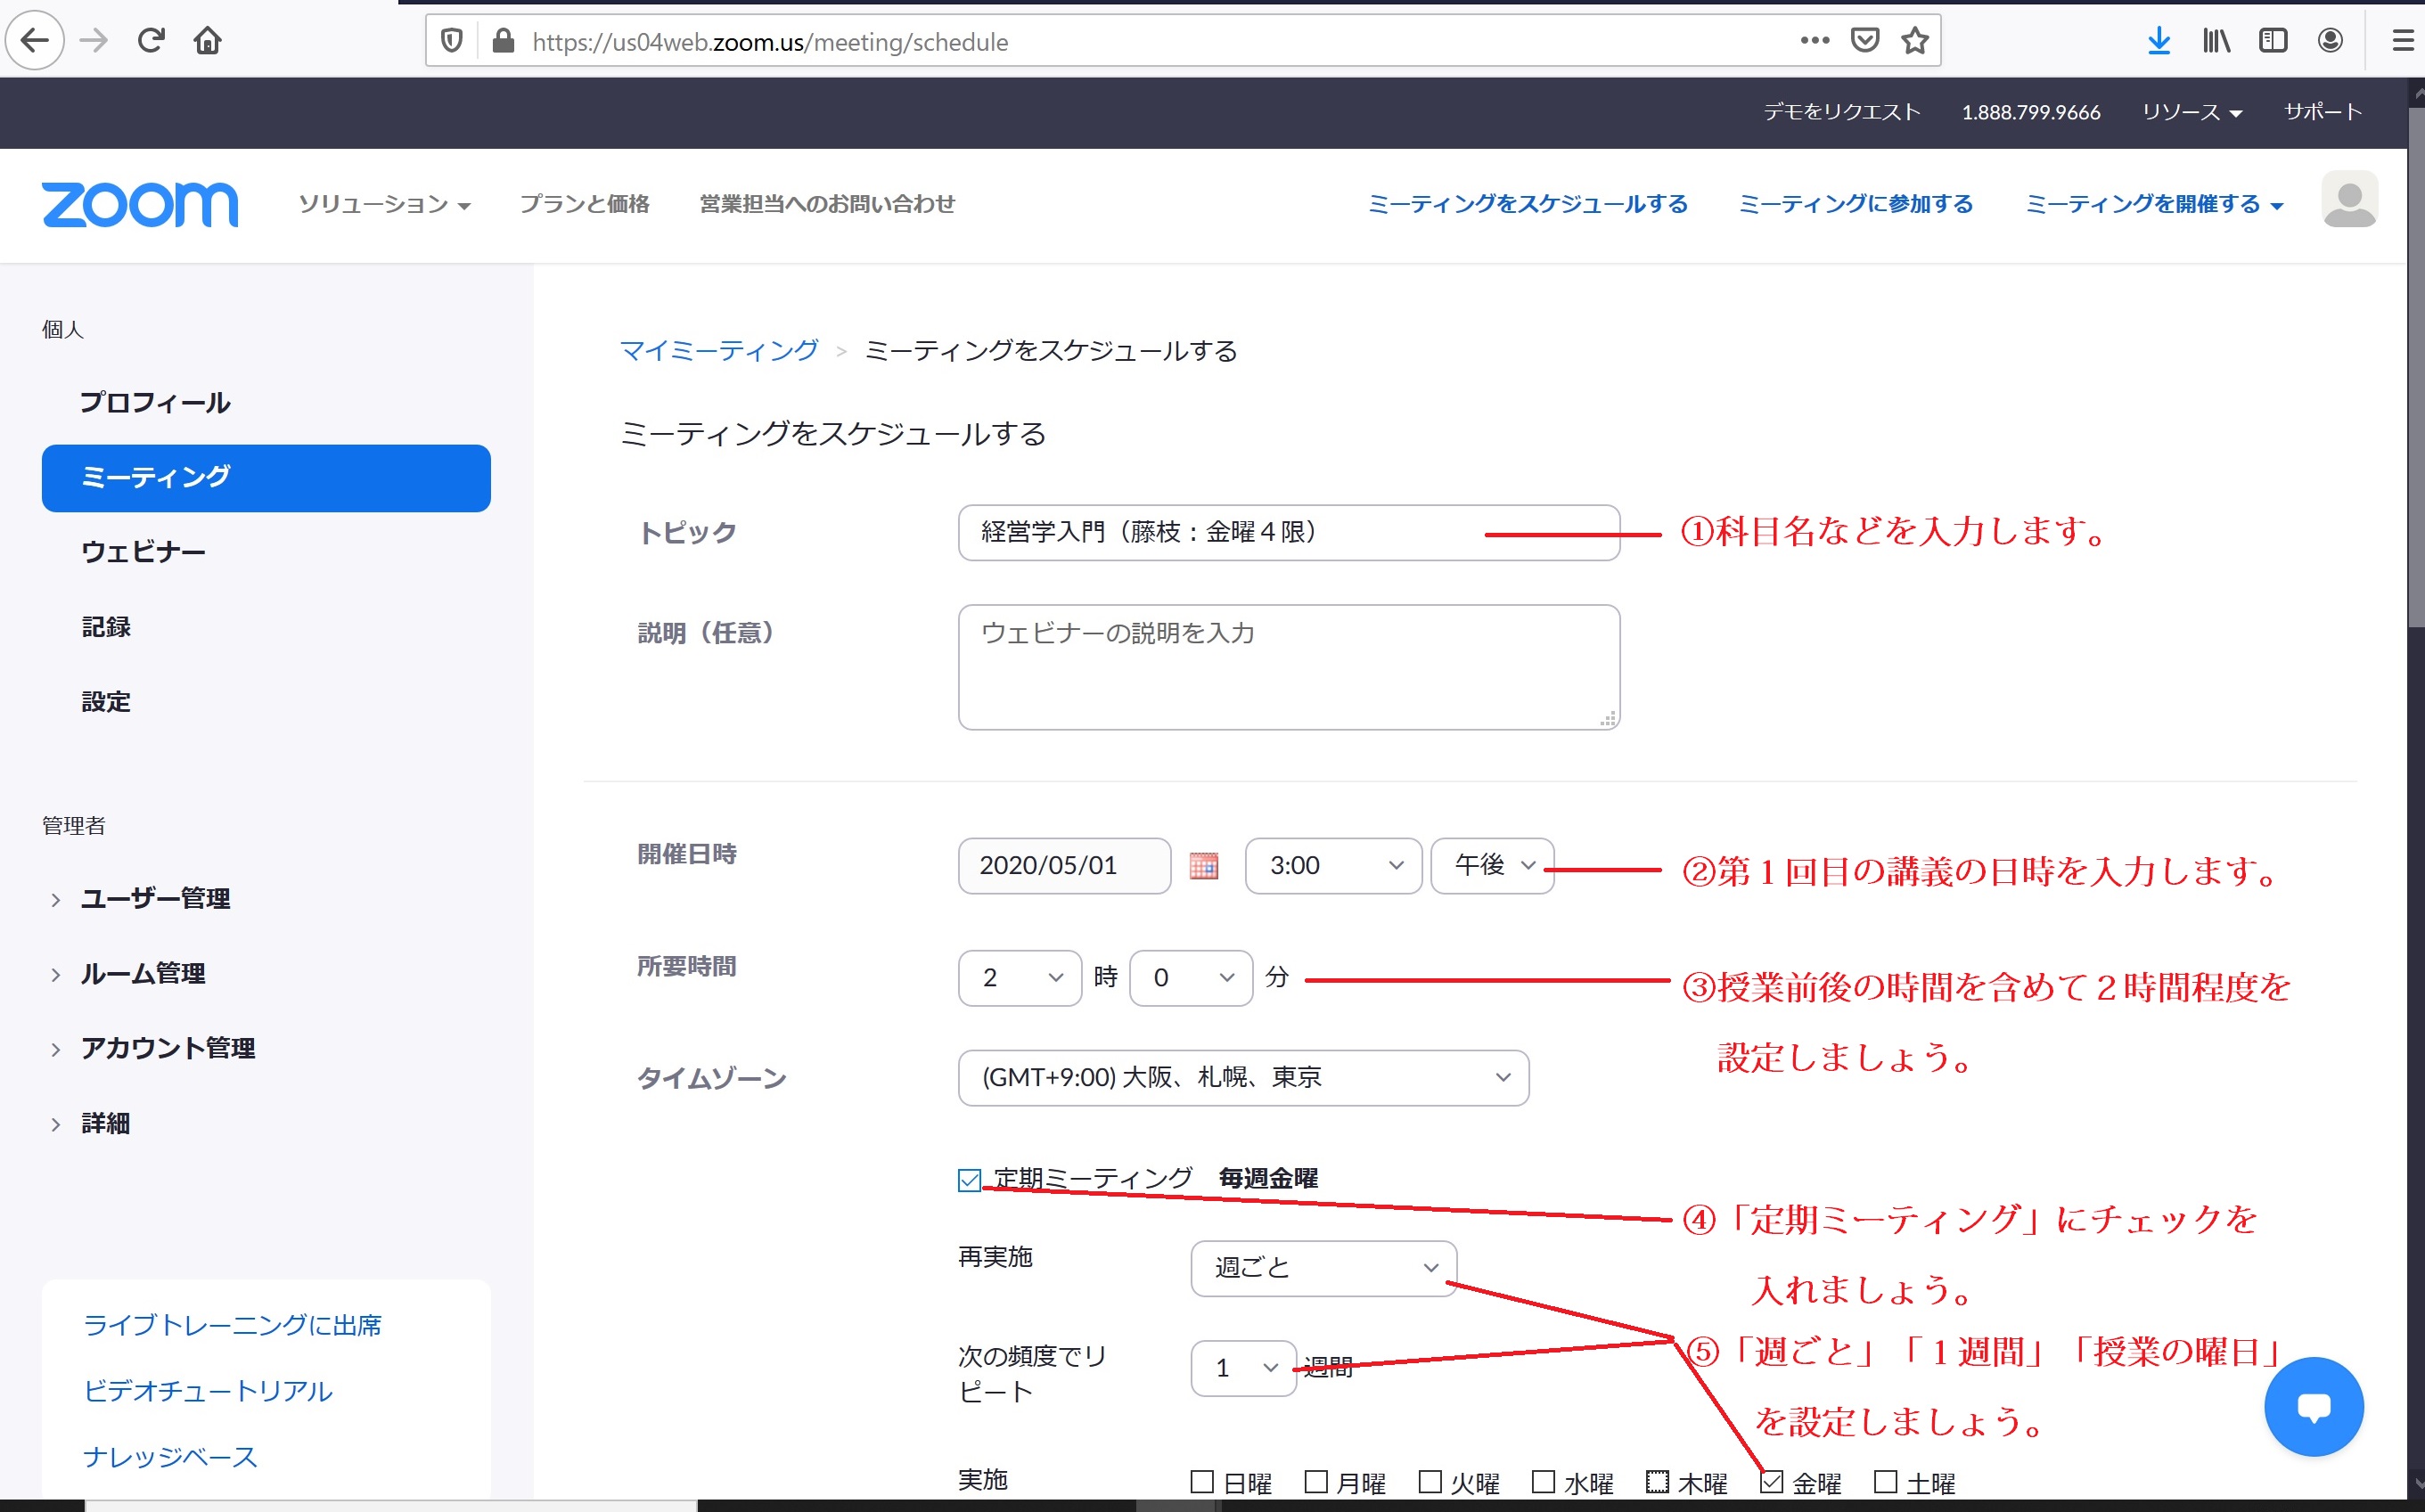 https://us04web.zoom.us/meeting/schedule
デモをリクエスト 1.888.799.9666 リソース サポート
zoom ソリューション プランと価格 営業担当へのお問い合わせ ミーティングをスケジュールする ミーティングに参加する ミーティングを開催する
個人
プロフィール
ミーティング
ウェビナー
記録
設定
管理者
ユーザー管理
ルーム管理
アカウント管理
詳細
ライブトレーニングに出席
ビデオチュートリアル
ナレッジベース
マイミーティング > ミーティングをスケジュールする
ミーティングをスケジュールする
トピック 経営学入門（藤枝：金曜４限） ①科目名などを入力します。
説明（任意） ウェビナーの説明を入力
開催日時 2020/05/01 3:00 午後 ②第１回目の講義の日時を入力します。
所要時間 2 時 0 分 ③授業前後の時間を含めて２時間程度を
設定しましょう。
タイムゾーン (GMT+9:00) 大阪、札幌、東京
定期ミーティング 毎週金曜
④「定期ミーティング」にチェックを
入れましょう。
再実施 週ごと
次の頻度でリ
ピート
1 週間
⑤「週ごと」「１週間」「授業の曜日」
を設定しましょう。
実施 日曜 月曜 火曜 水曜 木曜 金曜 土曜